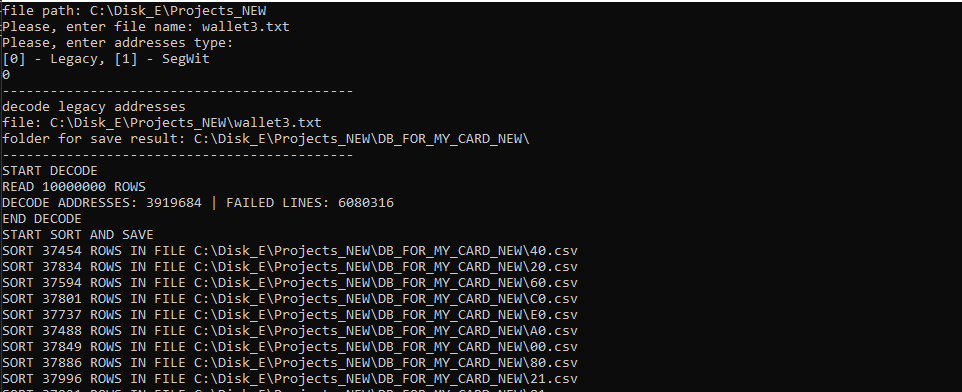 file path: C:\Disk_E\Projects_NEW
Please, enter file name: wallet3.txt
Please, enter addresses type:
[0] - Legacy, [1] - SegWit
0
--------------------------------------------
decode legacy addresses
file: C:\Disk_E\Projects_NEW\wallet3.txt
folder for save result: C:\Disk_E\Projects_NEW\DB_FOR_MY_CARD_NEW\
--------------------------------------------
START DECODE
READ 10000000 ROWS
DECODE ADDRESSES: 3919684 | FAILED LINES: 6080316
END DECODE
START SORT AND SAVE
SORT 37454 ROWS IN FILE C:\Disk_E\Projects_NEW\DB_FOR_MY_CARD_NEW\40.csv
SORT 37834 ROWS IN FILE C:\Disk_E\Projects_NEW\DB_FOR_MY_CARD_NEW\20.csv
SORT 37594 ROWS IN FILE C:\Disk_E\Projects_NEW\DB_FOR_MY_CARD_NEW\60.csv
SORT 37801 ROWS IN FILE C:\Disk_E\Projects_NEW\DB_FOR_MY_CARD_NEW\C0.csv
SORT 37737 ROWS IN FILE C:\Disk_E\Projects_NEW\DB_FOR_MY_CARD_NEW\E0.csv
SORT 37488 ROWS IN FILE C:\Disk_E\Projects_NEW\DB_FOR_MY_CARD_NEW\A0.csv
SORT 37849 ROWS IN FILE C:\Disk_E\Projects_NEW\DB_FOR_MY_CARD_NEW\00.csv
SORT 37886 ROWS IN FILE C:\Disk_E\Projects_NEW\DB_FOR_MY_CARD_NEW\80.csv
SORT 37996 ROWS IN FILE C:\Disk_E\Projects_NEW\DB_FOR_MY_CARD_NEW\21.csv